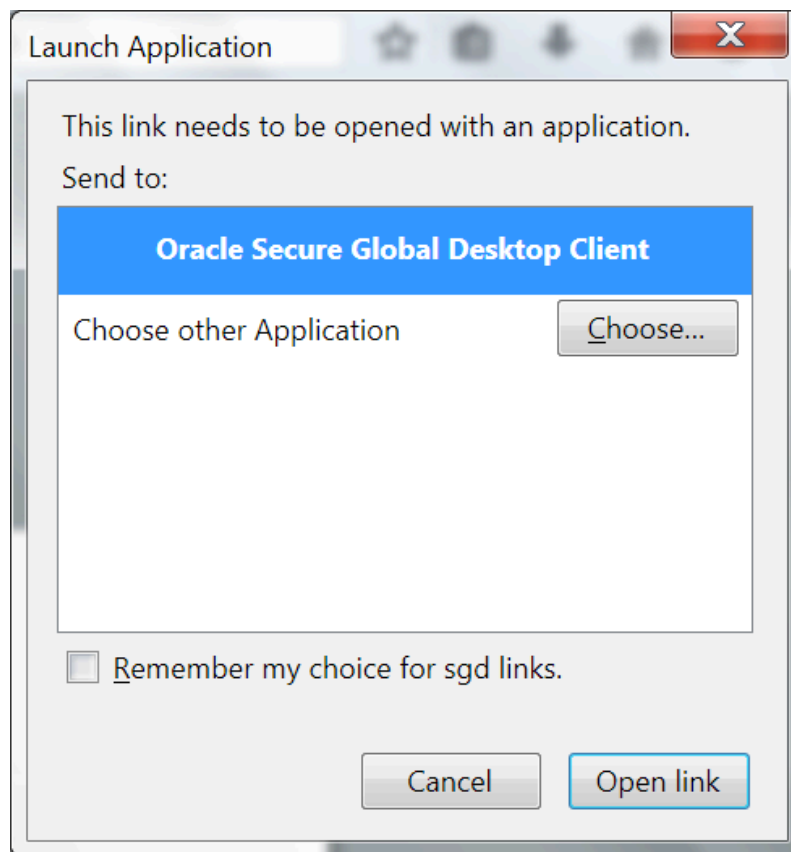 Launch Application
This link needs to be opened with an application.
Send to:
Oracle Secure Global Desktop Client
Choose other Application
Choose...
Remember my choice for sgd links.
Cancel
Open link